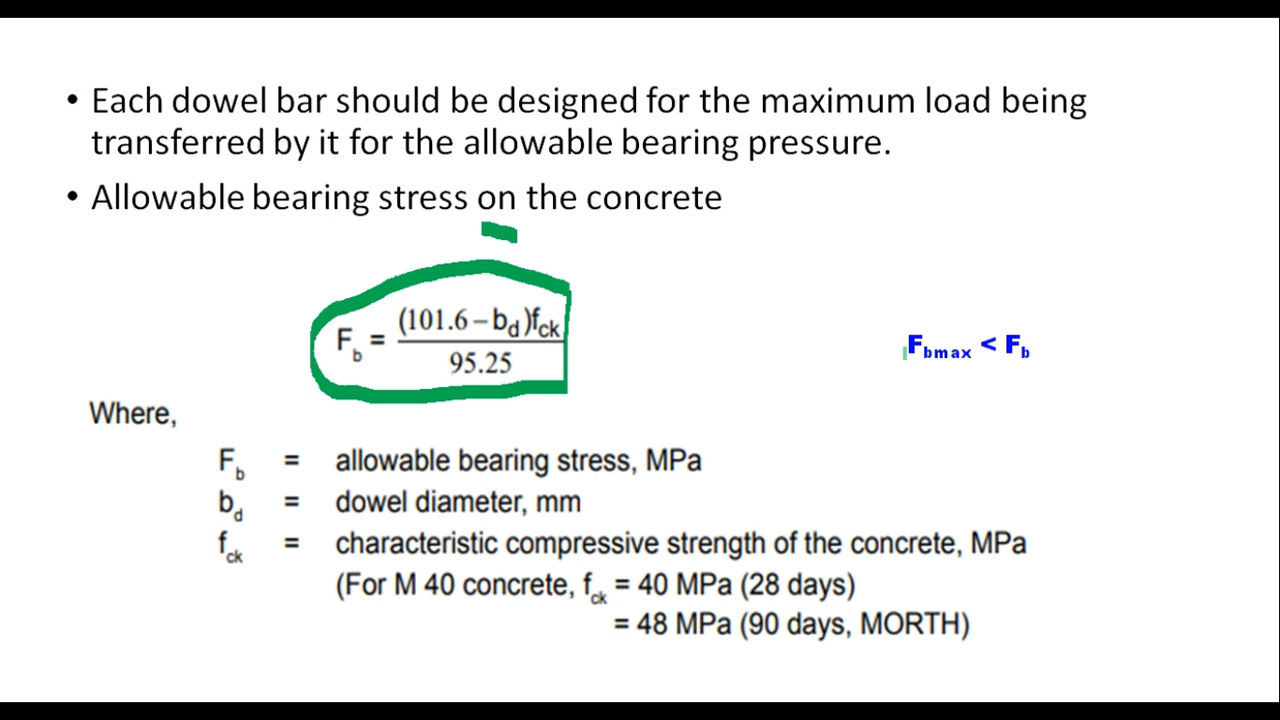 • Each dowel bar should be designed for the maximum load being
transferred by it for the allowable bearing pressure.
• Allowable bearing stress on the concrete
F_b = (101.6 – b_d)f_ck / 95.25
F_bmax < F_b
Where,
F_b = allowable bearing stress, MPa
b_d = dowel diameter, mm
f_ck = characteristic compressive strength of the concrete, MPa
(For M 40 concrete, f_ck = 40 MPa (28 days)
= 48 MPa (90 days, MORTH)